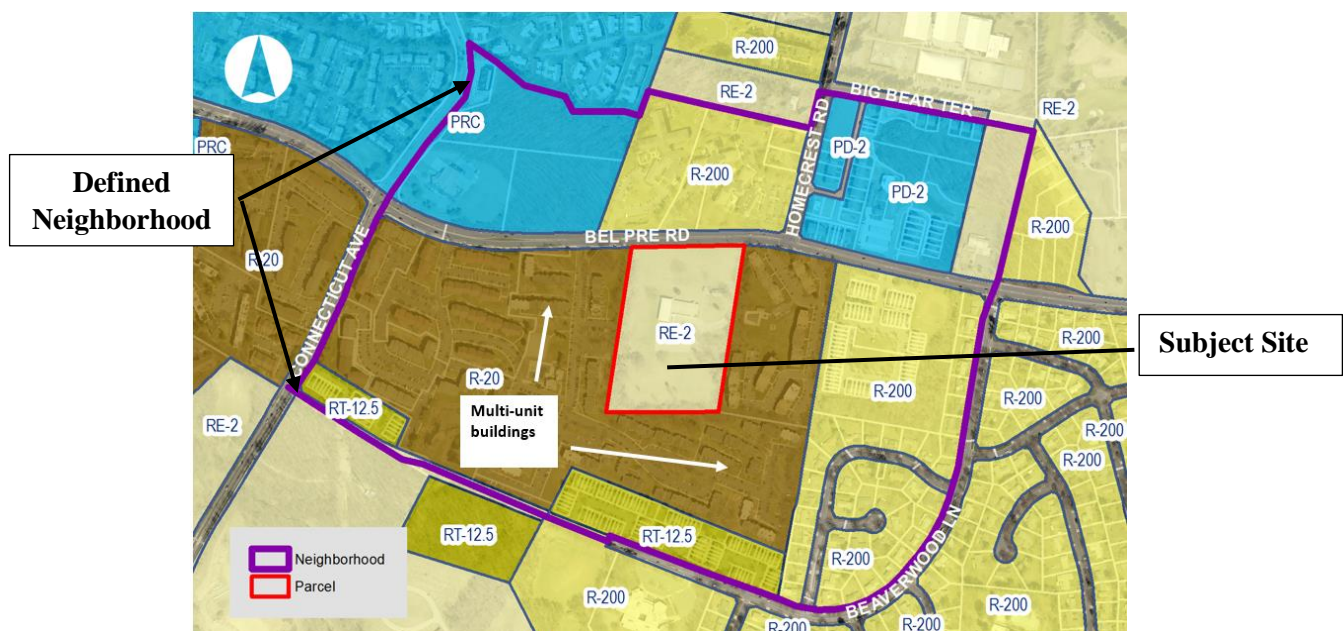 R-200
RE-2
BIG BEAR TER
RE-2
PRC
PRC
PD-2
PD-2
R-200
HOMECREST RD
R-200
Defined
Neighborhood
BEL PRE RD
R-20
CONNECTICUT AVE
RE-2
R-200
Subject Site
R-200
R-20
RT-12.5
Multi-unit
buildings
RE-2
R-200
R-200
R-200
RT-12.5
RT-12.5
R-200
BEAVERWOOD LN
Neighborhood
Parcel
R-200
R-200
R-200
R-200